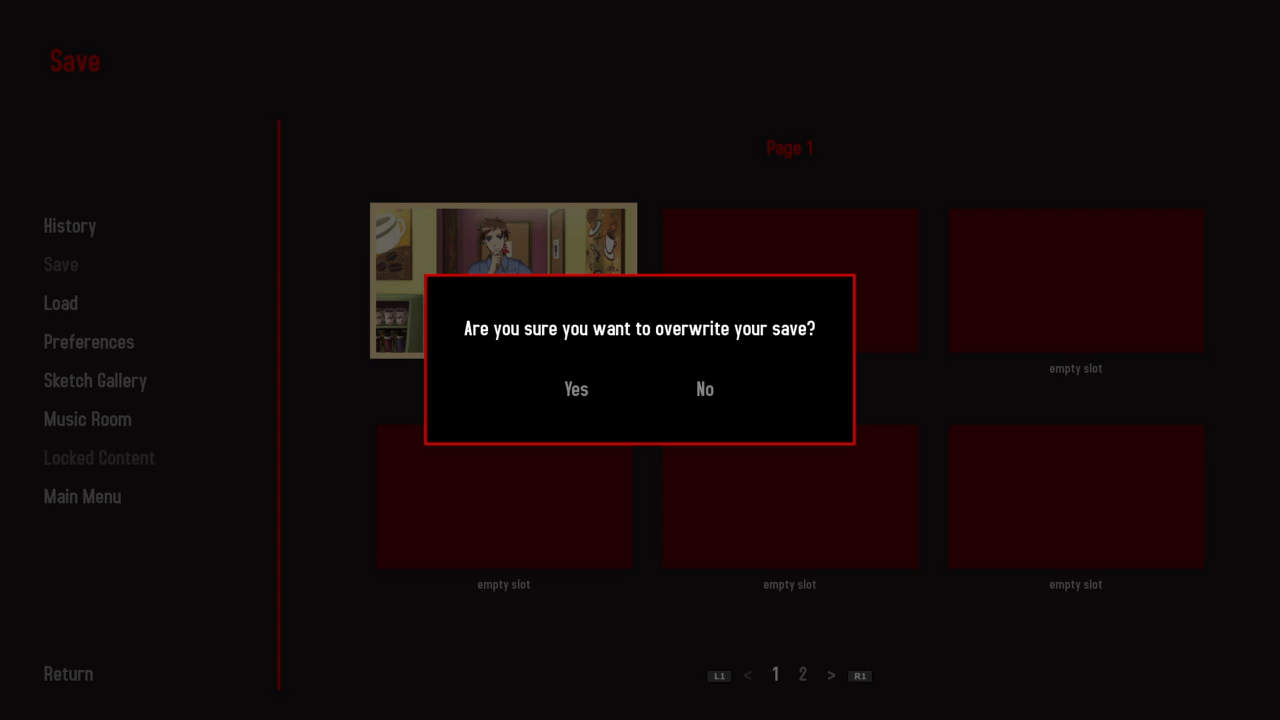 Save
Page 1
History
Save
Load
Preferences
Sketch Gallery
Music Room
Locked Content
Main Menu
Are you sure you want to overwrite your save?
Yes No
empty slot
empty slot empty slot empty slot
Return
L1 < 1 2 > R1